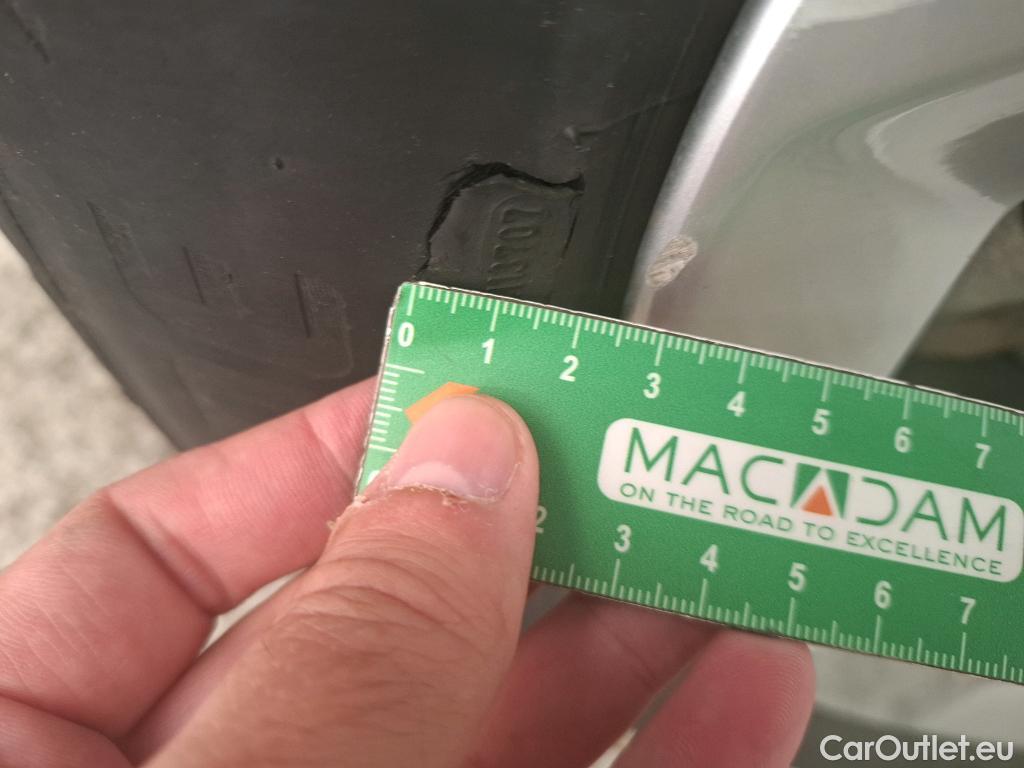 0 1 2 3 4 5 6 7
MACADAM
ON THE ROAD TO EXCELLENCE
2 3 4 5 6 7
CarOutlet.eu